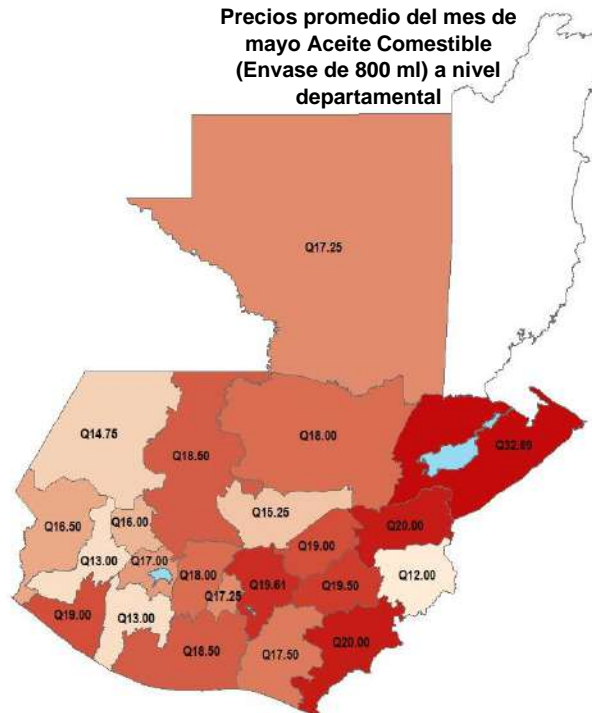 Precios promedio del mes de
mayo Aceite Comestible
(Envase de 800 ml) a nivel
departamental
Q17.25
Q14.75
Q18.50
Q18.00
Q32.69
Q16.50
Q16.00
Q15.25
Q20.00
Q19.00
Q13.00
Q17.00
Q18.00
Q17.25
Q19.61
Q19.50
Q12.00
Q19.00
Q13.00
Q18.50
Q17.50
Q20.00